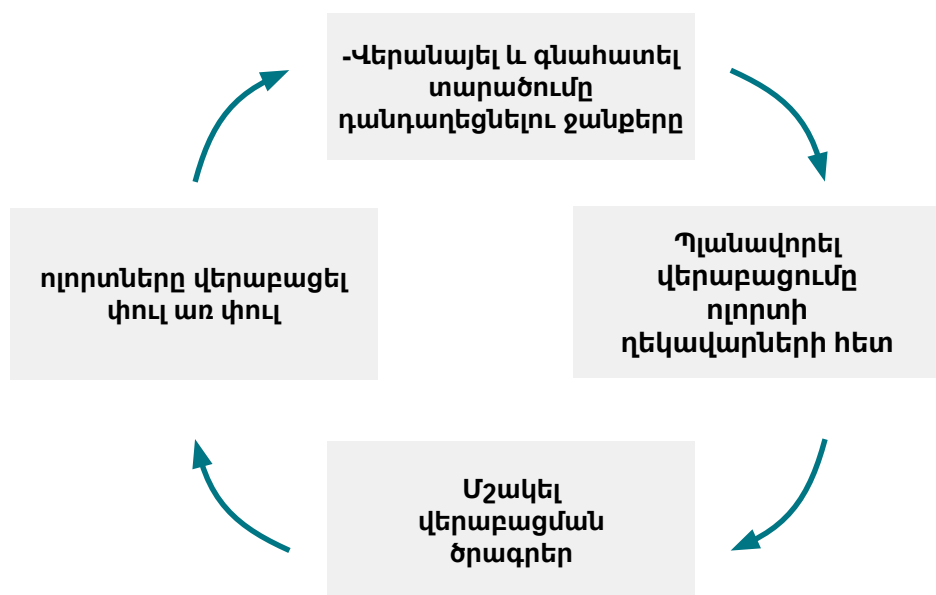 -Վերանայել և գնահատել
տարածումը
դանդաղեցնելու ջանքերը
Պլանավորել
վերաբացումը
ոլորտի
ղեկավարների հետ
Մշակել
վերաբացման
ծրագրեր
ոլորտները վերաբացել
փուլ առ փուլ